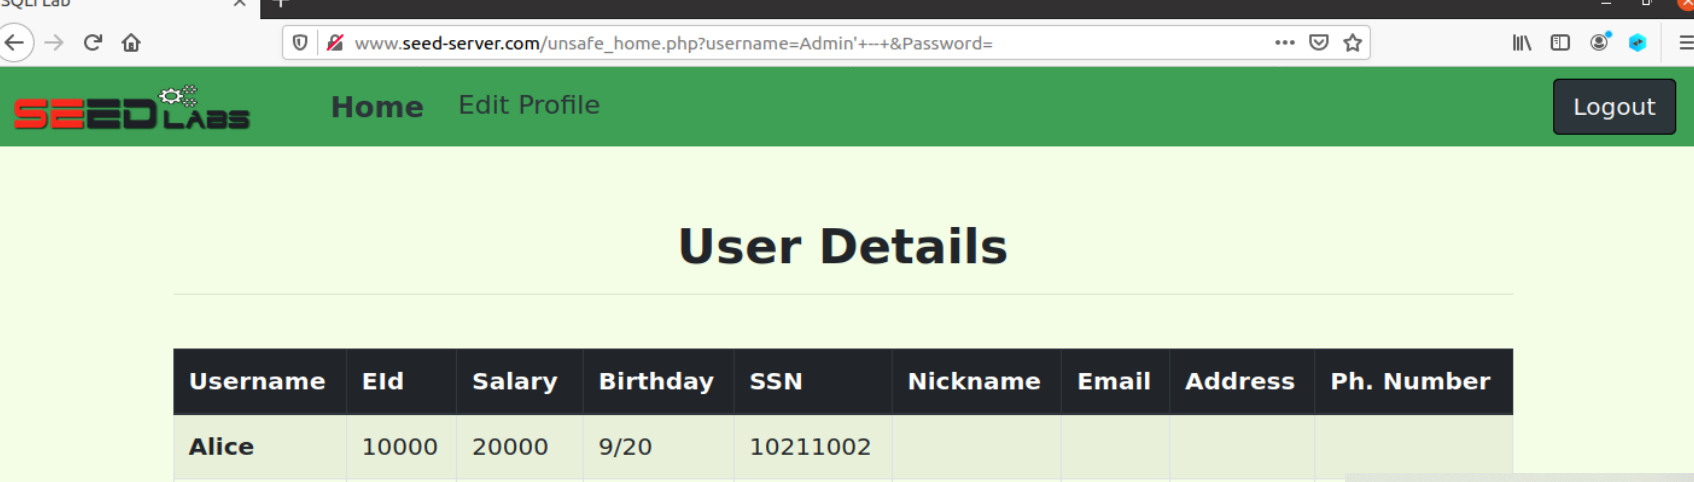 SQLi Lab
www.seed-server.com/unsafe_home.php?username=Admin'+--+&Password=
SEED LABS Home Edit Profile Logout
User Details
Username EId Salary Birthday SSN Nickname Email Address Ph. Number
Alice 10000 20000 9/20 10211002